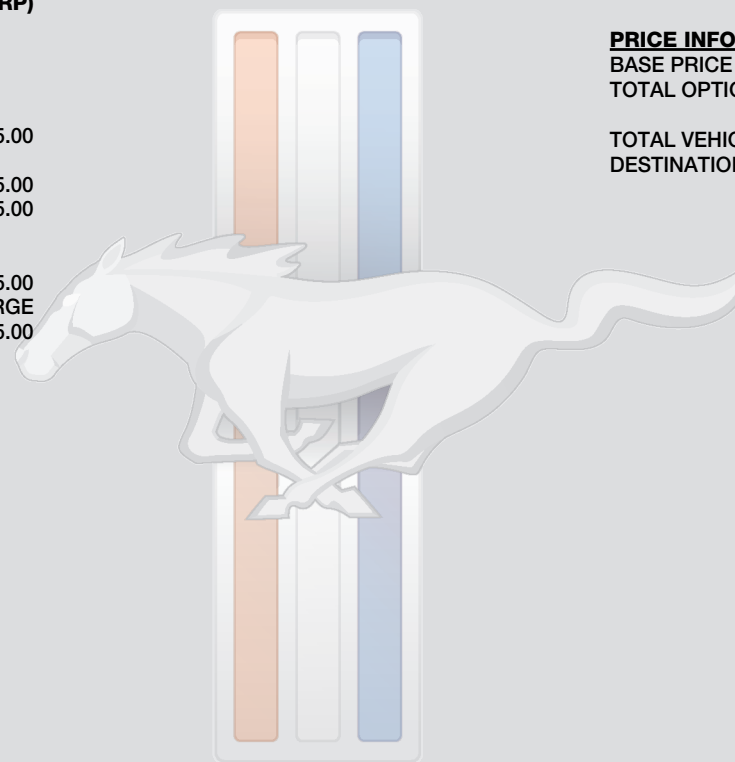 RP)
5.00
5.00
5.00
5.00
RGE
5.00
PRICE INFO
BASE PRICE
TOTAL OPTIO
TOTAL VEHIC
DESTINATION